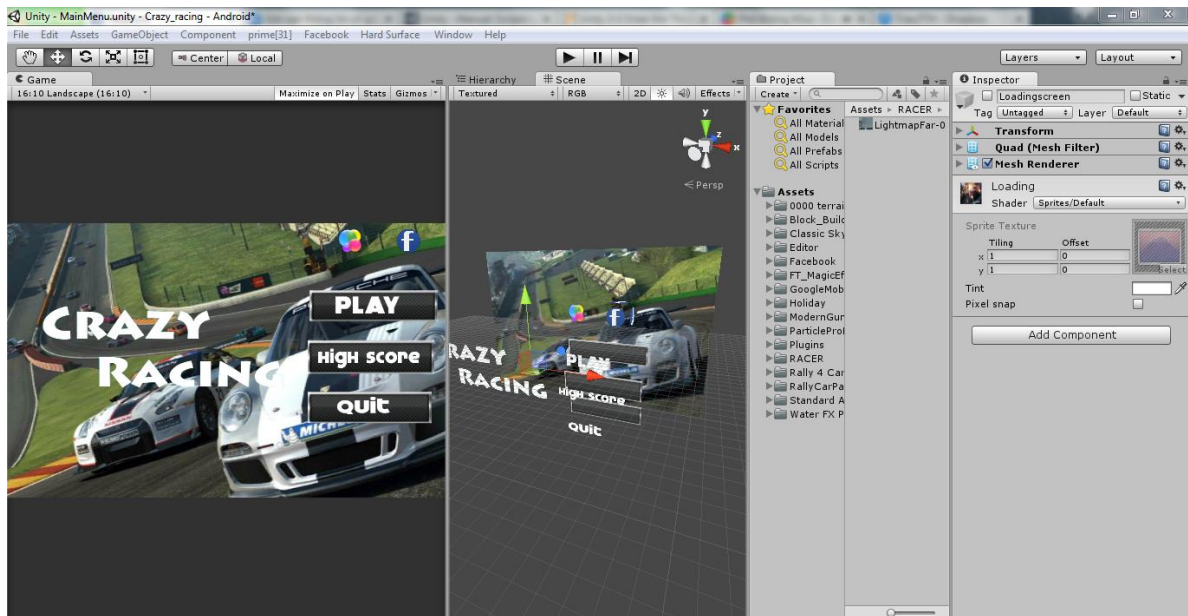 Unity - MainMenu.unity - Crazy_racing - Android*
File Edit Assets GameObject Component prime[31] Facebook Hard Surface Window Help
Center Local
Layers Layout
Game
16:10 Landscape (16:10) Maximize on Play Stats Gizmos
CRAZY
RACING
f
PLAY
HIGH SCORE
QUIT
MICHE
Hierarchy Scene
Textured RGB 2D Effects
y
z
x
Persp
f
RAZY
RACING
PLAY
HIGH SCORE
QUIT
Project
Create
Favorites
All Material
All Models
All Prefabs
All Scripts
Assets
0000 terrai
Block_Build
Classic Sky
Editor
Facebook
FT_MagicEf
GoogleMob
Holiday
ModernGun
ParticleProf
Plugins
RACER
Rally 4 Car
RallyCarPa
Standard A
Water FX P
Assets RACER
LightmapFar-0
Inspector
Loadingscreen Static
Tag Untagged Layer Default
Transform
Quad (Mesh Filter)
Mesh Renderer
Loading
Shader Sprites/Default
Sprite Texture
Tiling Offset
x 1 0
y 1 0
Select
Tint
Pixel snap
Add Component